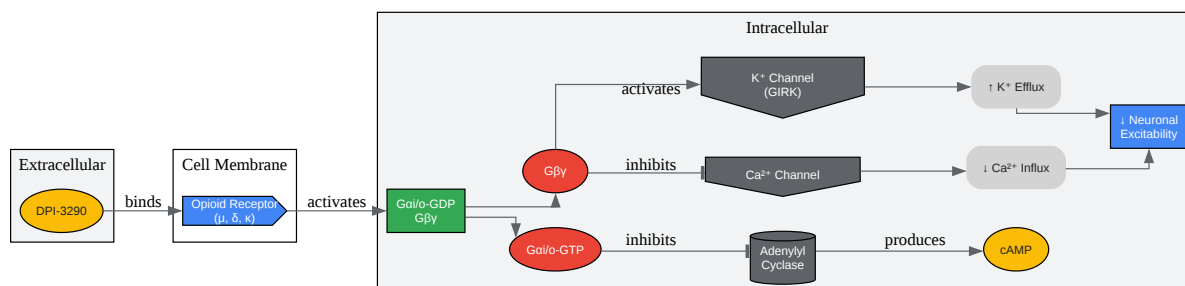 Intracellular
K⁺ Channel
(GIRK)
activates
↑ K⁺ Efflux
↓ Neuronal
Excitability
Extracellular
Cell Membrane
Gβγ
inhibits
Ca²⁺ Channel
↓ Ca²⁺ Influx
DPI-3290
binds
Opioid Receptor
(μ, δ, κ)
activates
Gαi/o-GDP
Gβγ
Gαi/o-GTP
inhibits
Adenylyl
Cyclase
produces
cAMP